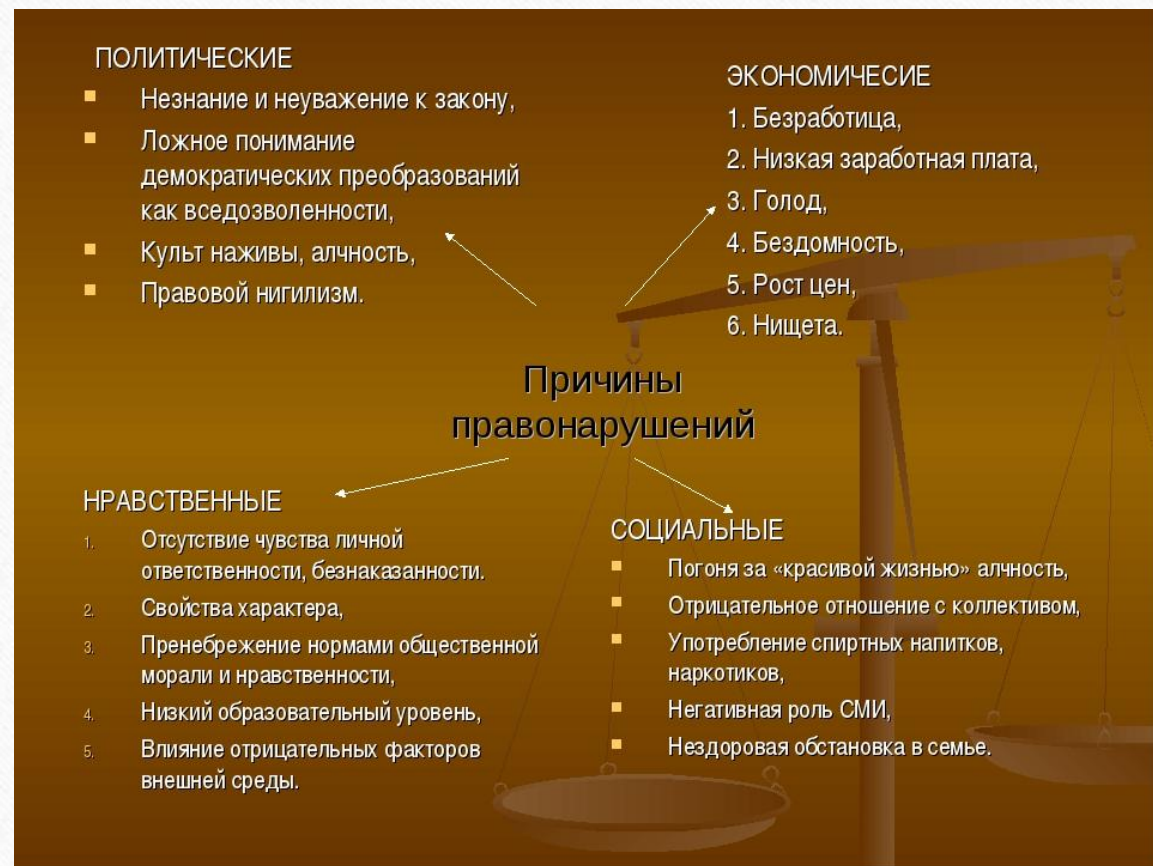 ПОЛИТИЧЕСКИЕ
Незнание и неуважение к закону,
Ложное понимание
демократических преобразований
как вседозволенности,
Культ наживы, алчность,
Правовой нигилизм.
ЭКОНОМИЧЕСИЕ
1. Безработица,
2. Низкая заработная плата,
3. Голод,
4. Бездомность,
5. Рост цен,
6. Нищета.
Причины
правонарушений
НРАВСТВЕННЫЕ
1. Отсутствие чувства личной
ответственности, безнаказанности.
2. Свойства характера,
3. Пренебрежение нормами общественной
морали и нравственности,
4. Низкий образовательный уровень,
5. Влияние отрицательных факторов
внешней среды.
СОЦИАЛЬНЫЕ
Погоня за «красивой жизнью» алчность,
Отрицательное отношение с коллективом,
Употребление спиртных напитков,
наркотиков,
Негативная роль СМИ,
Нездоровая обстановка в семье.